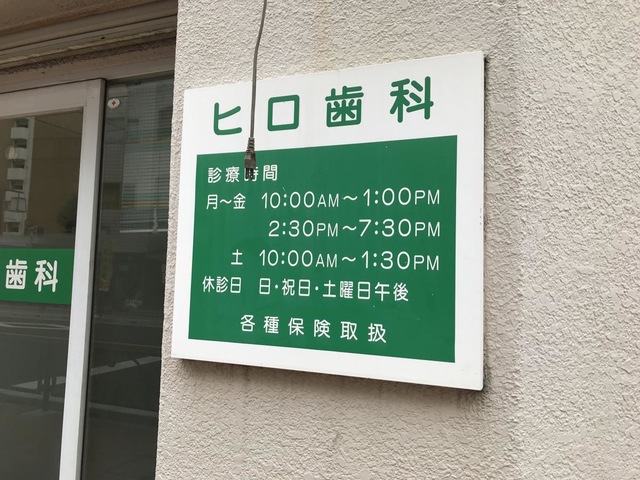 ヒロ歯科
診療時間
月〜金 10:00AM〜1:00PM
2:30PM〜7:30PM
土 10:00AM〜1:30PM
休診日 日・祝日・土曜日午後
各種保険取扱
歯科